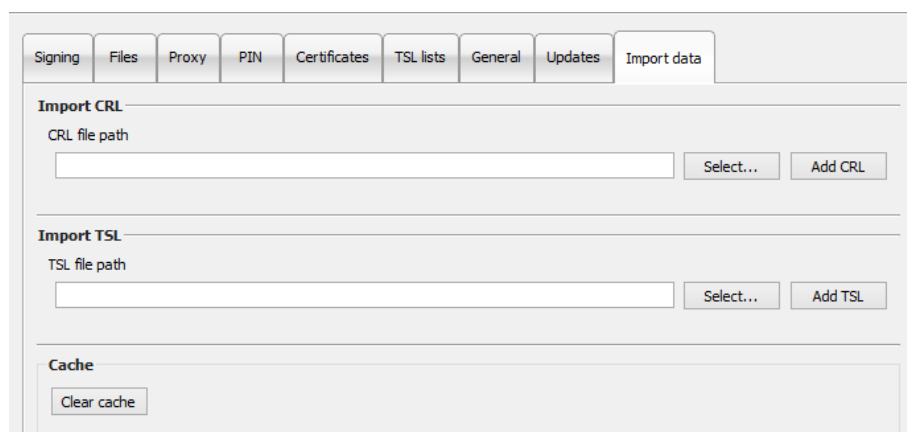 Signing Files Proxy PIN Certificates TSL lists General Updates Import data
Import CRL
CRL file path
Select... Add CRL
Import TSL
TSL file path
Select... Add TSL
Cache
Clear cache